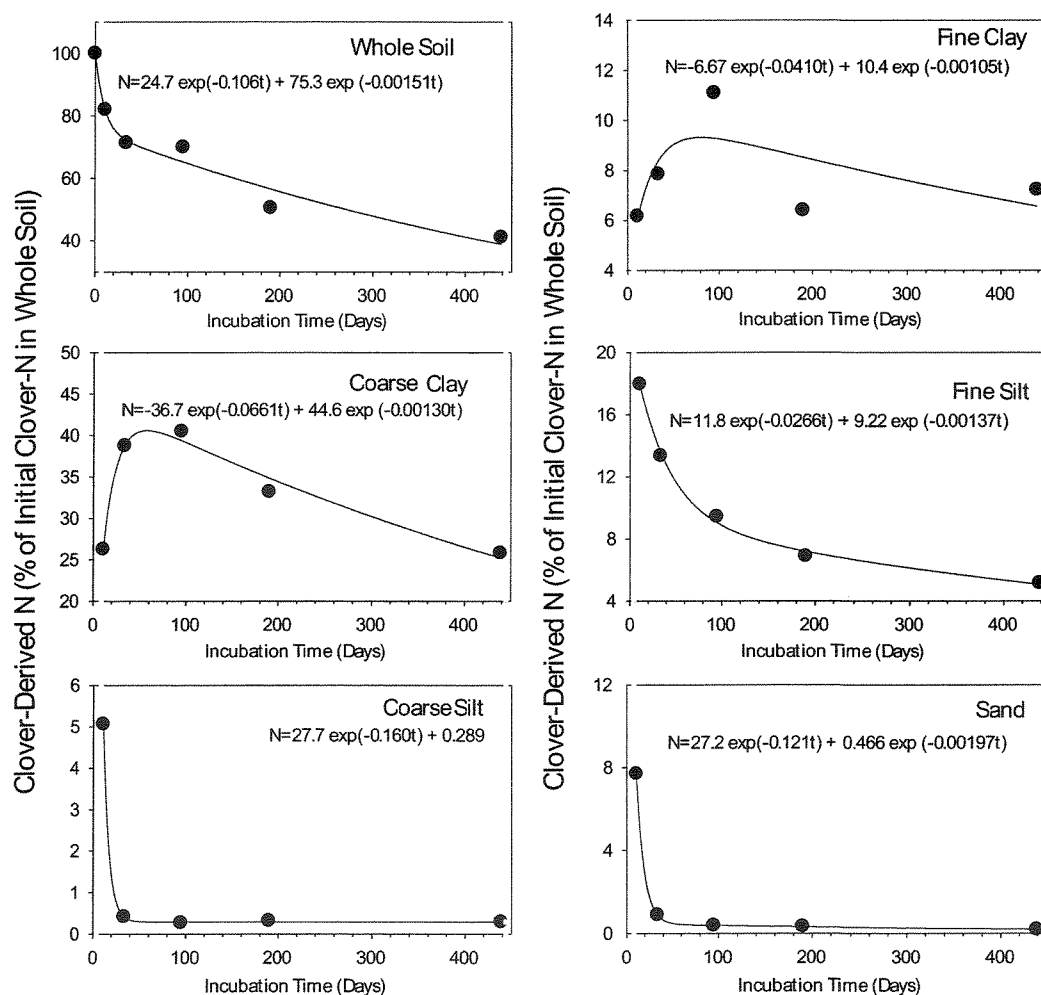 Clover-Derived N (% of Initial Clover-N in Whole Soil)
Whole Soil
N=24.7 exp(-0.106t) + 75.3 exp (-0.00151t)
100
80
60
40
0 100 200 300 400
Incubation Time (Days)
Coarse Clay
N=-36.7 exp(-0.0661t) + 44.6 exp (-0.00130t)
50
45
40
35
30
25
20
0 100 200 300 400
Incubation Time (Days)
Coarse Silt
N=27.7 exp(-0.160t) + 0.289
6
5
4
3
2
1
0
0 100 200 300 400
Incubation Time (Days)
Clover-Derived N (% of Initial Clover-N in Whole Soil)
Fine Clay
N=-6.67 exp(-0.0410t) + 10.4 exp (-0.00105t)
14
12
10
8
6
4
0 100 200 300 400
Incubation Time (Days)
Fine Silt
N=11.8 exp(-0.0266t) + 9.22 exp (-0.00137t)
20
16
12
8
4
0 100 200 300 400
Incubation Time (Days)
Sand
N=27.2 exp(-0.121t) + 0.466 exp (-0.00197t)
12
8
4
0
0 100 200 300 400
Incubation Time (Days)